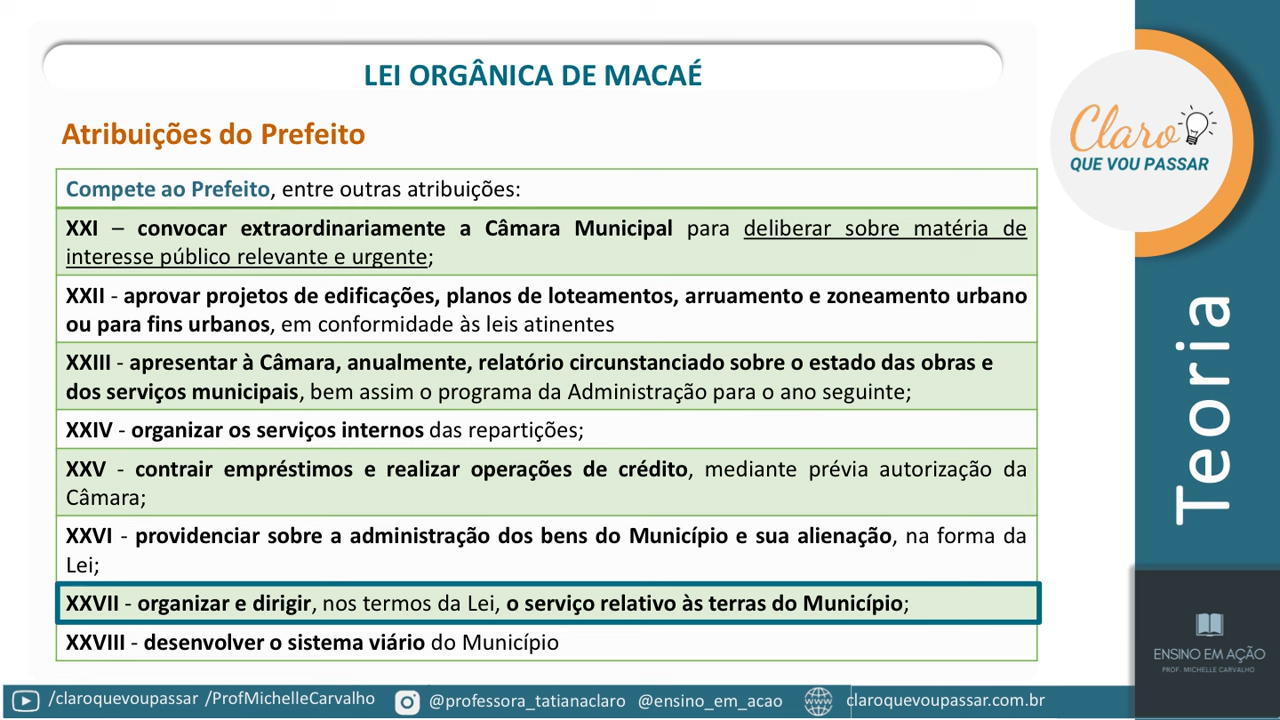 LEI ORGÂNICA DE MACAÉ
Atribuições do Prefeito
Compete ao Prefeito, entre outras atribuições:
XXI – convocar extraordinariamente a Câmara Municipal para deliberar sobre matéria de
interesse público relevante e urgente;
XXII - aprovar projetos de edificações, planos de loteamentos, arruamento e zoneamento urbano
ou para fins urbanos, em conformidade às leis atinentes
XXIII - apresentar à Câmara, anualmente, relatório circunstanciado sobre o estado das obras e
dos serviços municipais, bem assim o programa da Administração para o ano seguinte;
XXIV - organizar os serviços internos das repartições;
XXV - contrair empréstimos e realizar operações de crédito, mediante prévia autorização da
Câmara;
XXVI - providenciar sobre a administração dos bens do Município e sua alienação, na forma da
Lei;
XXVII - organizar e dirigir, nos termos da Lei, o serviço relativo às terras do Município;
XXVIII - desenvolver o sistema viário do Município
Claro
QUE VOU PASSAR
Teoria
ENSINO EM AÇÃO
PROF. MICHELLE CARVALHO
/claroquevoupassar /ProfMichelleCarvalho @professora_tatianaclaro @ensino_em_acao claroquevoupassar.com.br